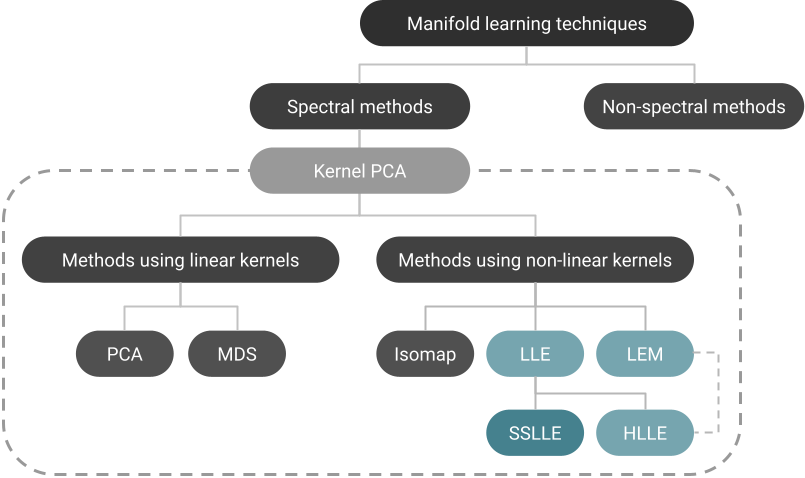 Manifold learning techniques
Spectral methods
Non-spectral methods
Kernel PCA
Methods using linear kernels
Methods using non-linear kernels
PCA
MDS
Isomap
LLE
LEM
SSLLE
HLLE